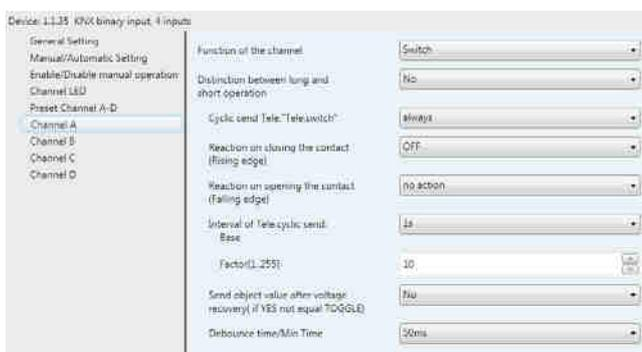 Device: 1.1.35 KNX binary input, 4 inputs
General Setting
Manual/Automatic Setting
Enable/Disable manual operation
Channel LED
Preset Channel A-D
Channel A
Channel B
Channel C
Channel D
Function of the channel
Switch
Distinction between long and
short operation
No
Cyclic send Tele."Tele.switch"
always
Reaction on closing the contact
(Rising edge)
OFF
Reaction on opening the contact
(Falling edge)
no action
Interval of Tele.cyclic send:
Base
1s
Factor(1..255)
10
Send object value after voltage
recovery( if YES not equal TOGGLE)
No
Debounce time/Min Time
50ms